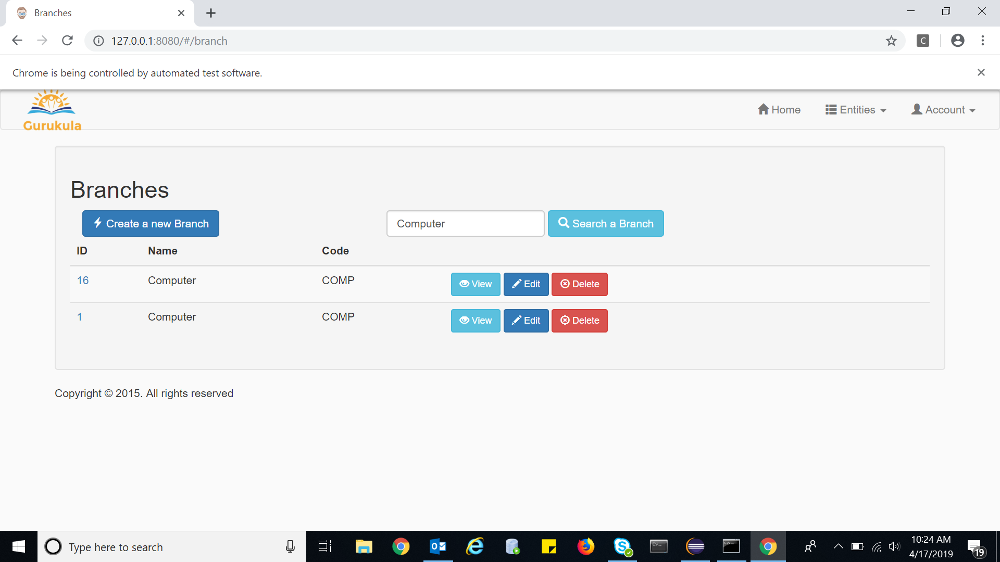 Branches
127.0.0.1:8080/#/branch
C
Chrome is being controlled by automated test software.
Gurukula
Home Entities Account
Branches
Create a new Branch Computer Search a Branch
ID Name Code
16 Computer COMP View Edit Delete
1 Computer COMP View Edit Delete
Copyright © 2015. All rights reserved
Type here to search
10:24 AM
4/17/2019
19